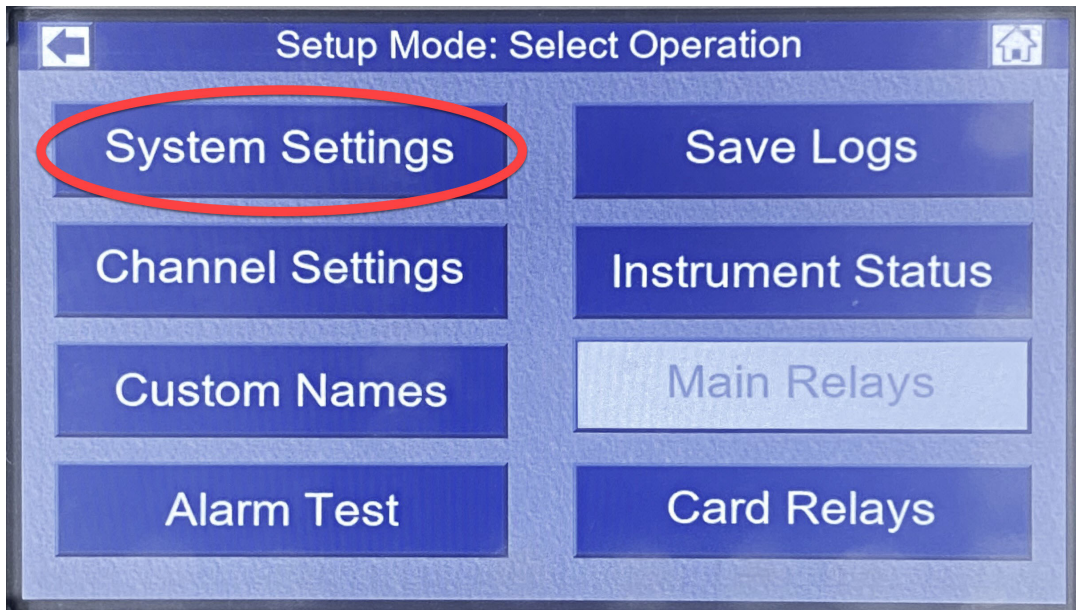 Setup Mode: Select Operation
System Settings
Save Logs
Channel Settings
Instrument Status
Custom Names
Main Relays
Alarm Test
Card Relays